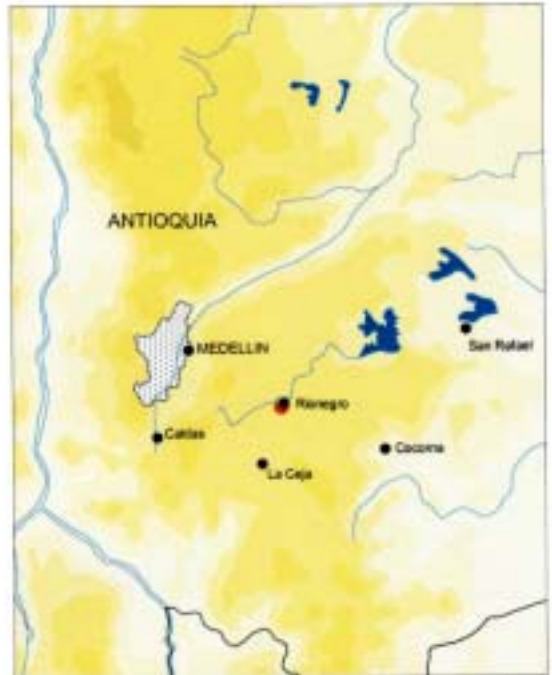 ANTIOQUIA
MEDELLIN
San Rafael
Rionegro
Caldas
Cocorna
La Ceja